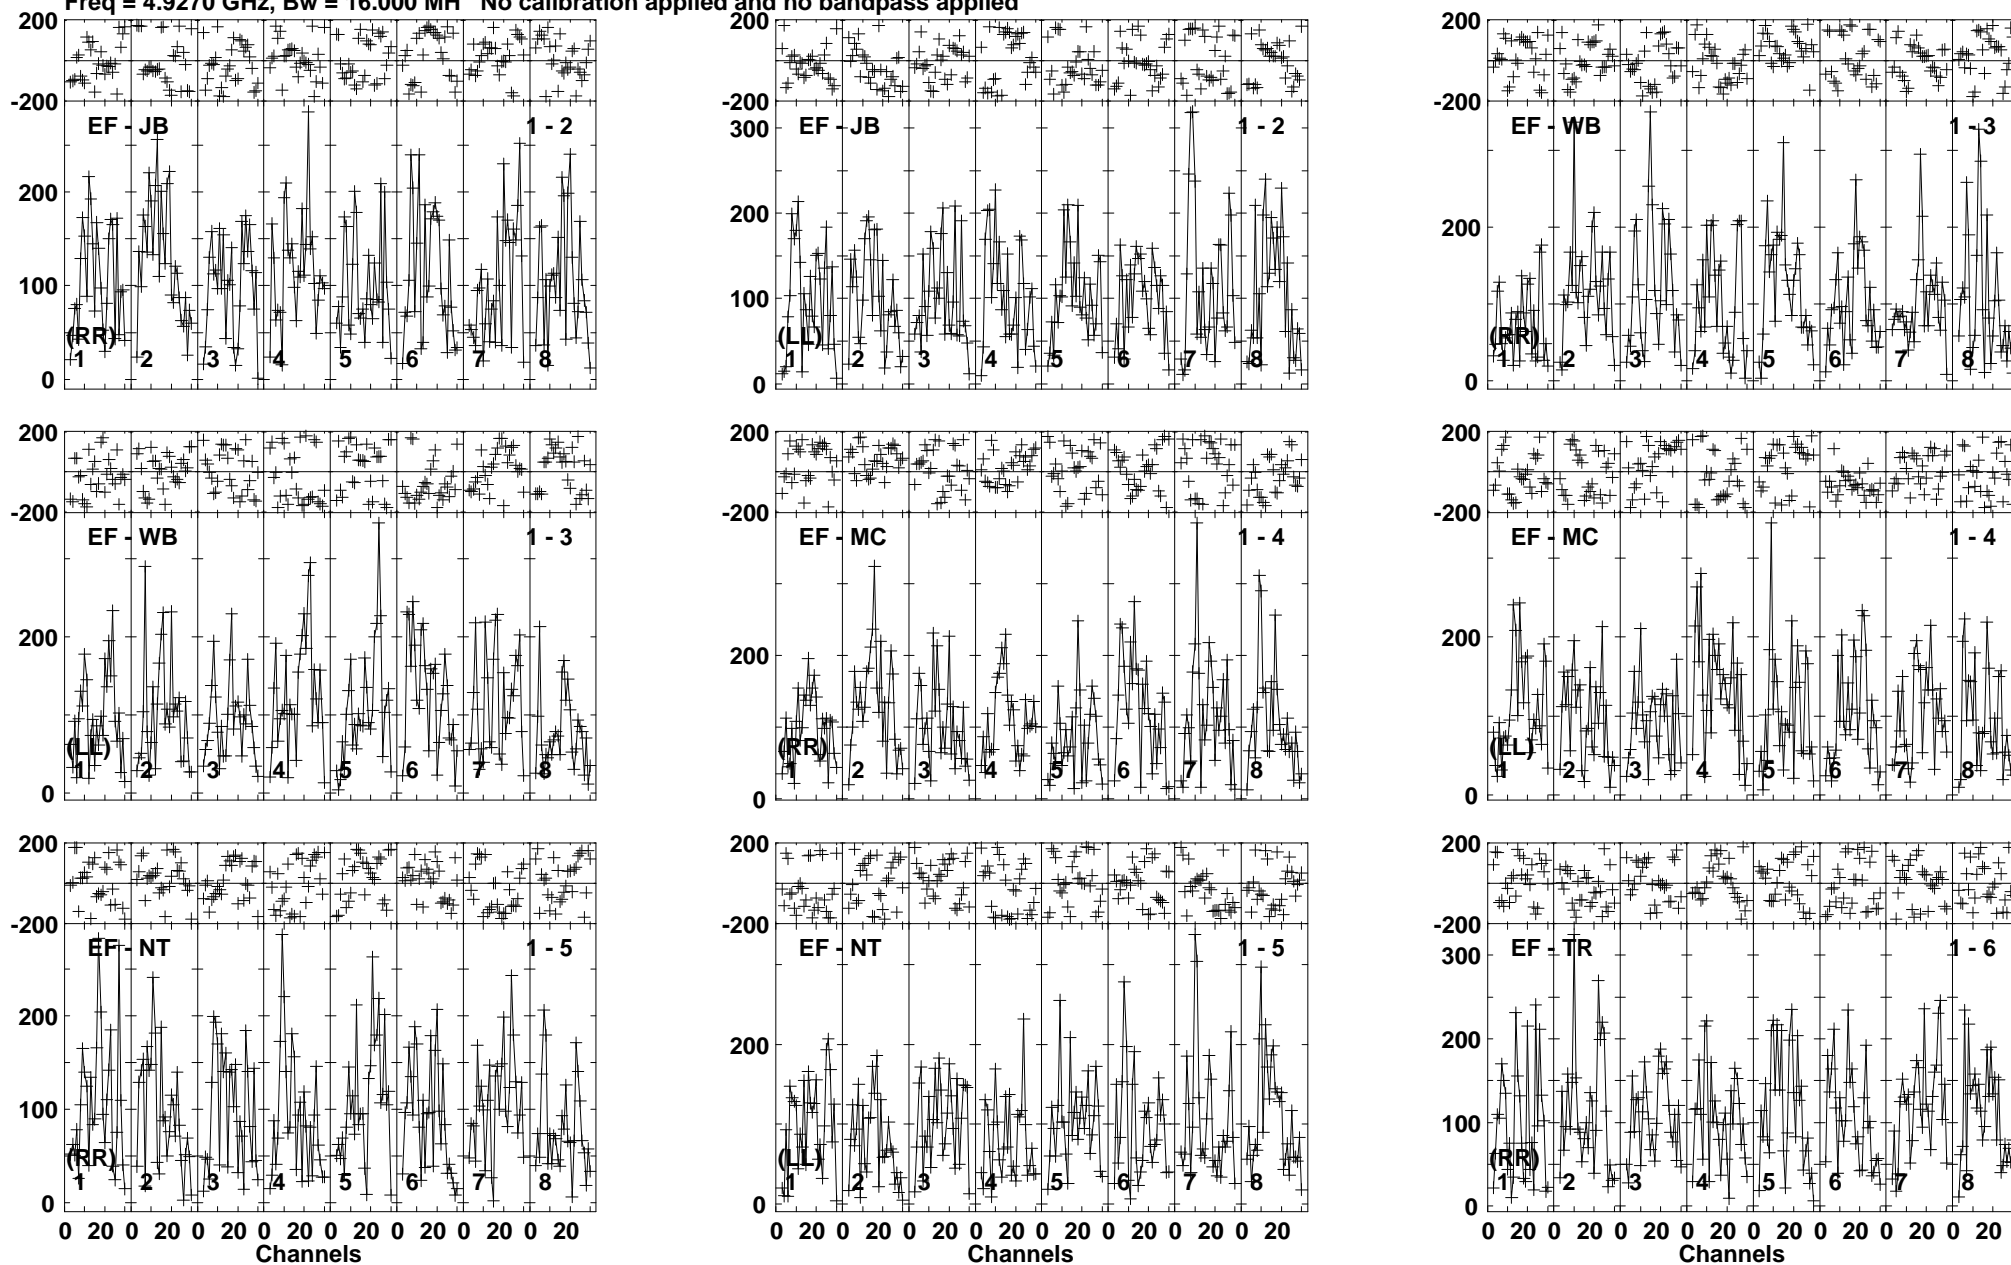 Freq = 4.9270 GHz, Bw = 16.000 MH No calibration applied and no bandpass applied
200 200 200
-200 -200 -200
EF - JB 1 - 2 EF - JB 1 - 2 EF - WB 1 - 3
300
200 200 200
100 100
(RR) (LL) (RR)
1 2 3 4 5 6 7 8 1 2 3 4 5 6 7 8 1 2 3 4 5 6 7 8
0 0 0
200 200 200
-200 -200 -200
EF - WB 1 - 3 EF - MC 1 - 4 EF - MC 1 - 4
200 200 200
(LL) (RR) (LL)
1 2 3 4 5 6 7 8 1 2 3 4 5 6 7 8 1 2 3 4 5 6 7 8
0 0 0
200 200 200
-200 -200 -200
EF - NT 1 - 5 EF - NT 1 - 5 EF - TR 1 - 6
300
200 200 200
100 100
(RR) (LL) (RR)
1 2 3 4 5 6 7 8 1 2 3 4 5 6 7 8 1 2 3 4 5 6 7 8
0 0 0
0 20 0 20 0 20 0 20 0 20 0 20 0 20 0 20 0 20 0 20 0 20 0 20 0 20 0 20 0 20 0 20 0 20 0 20 0 20 0 20 0 20 0 20 0 20 0 20
Channels Channels Channels